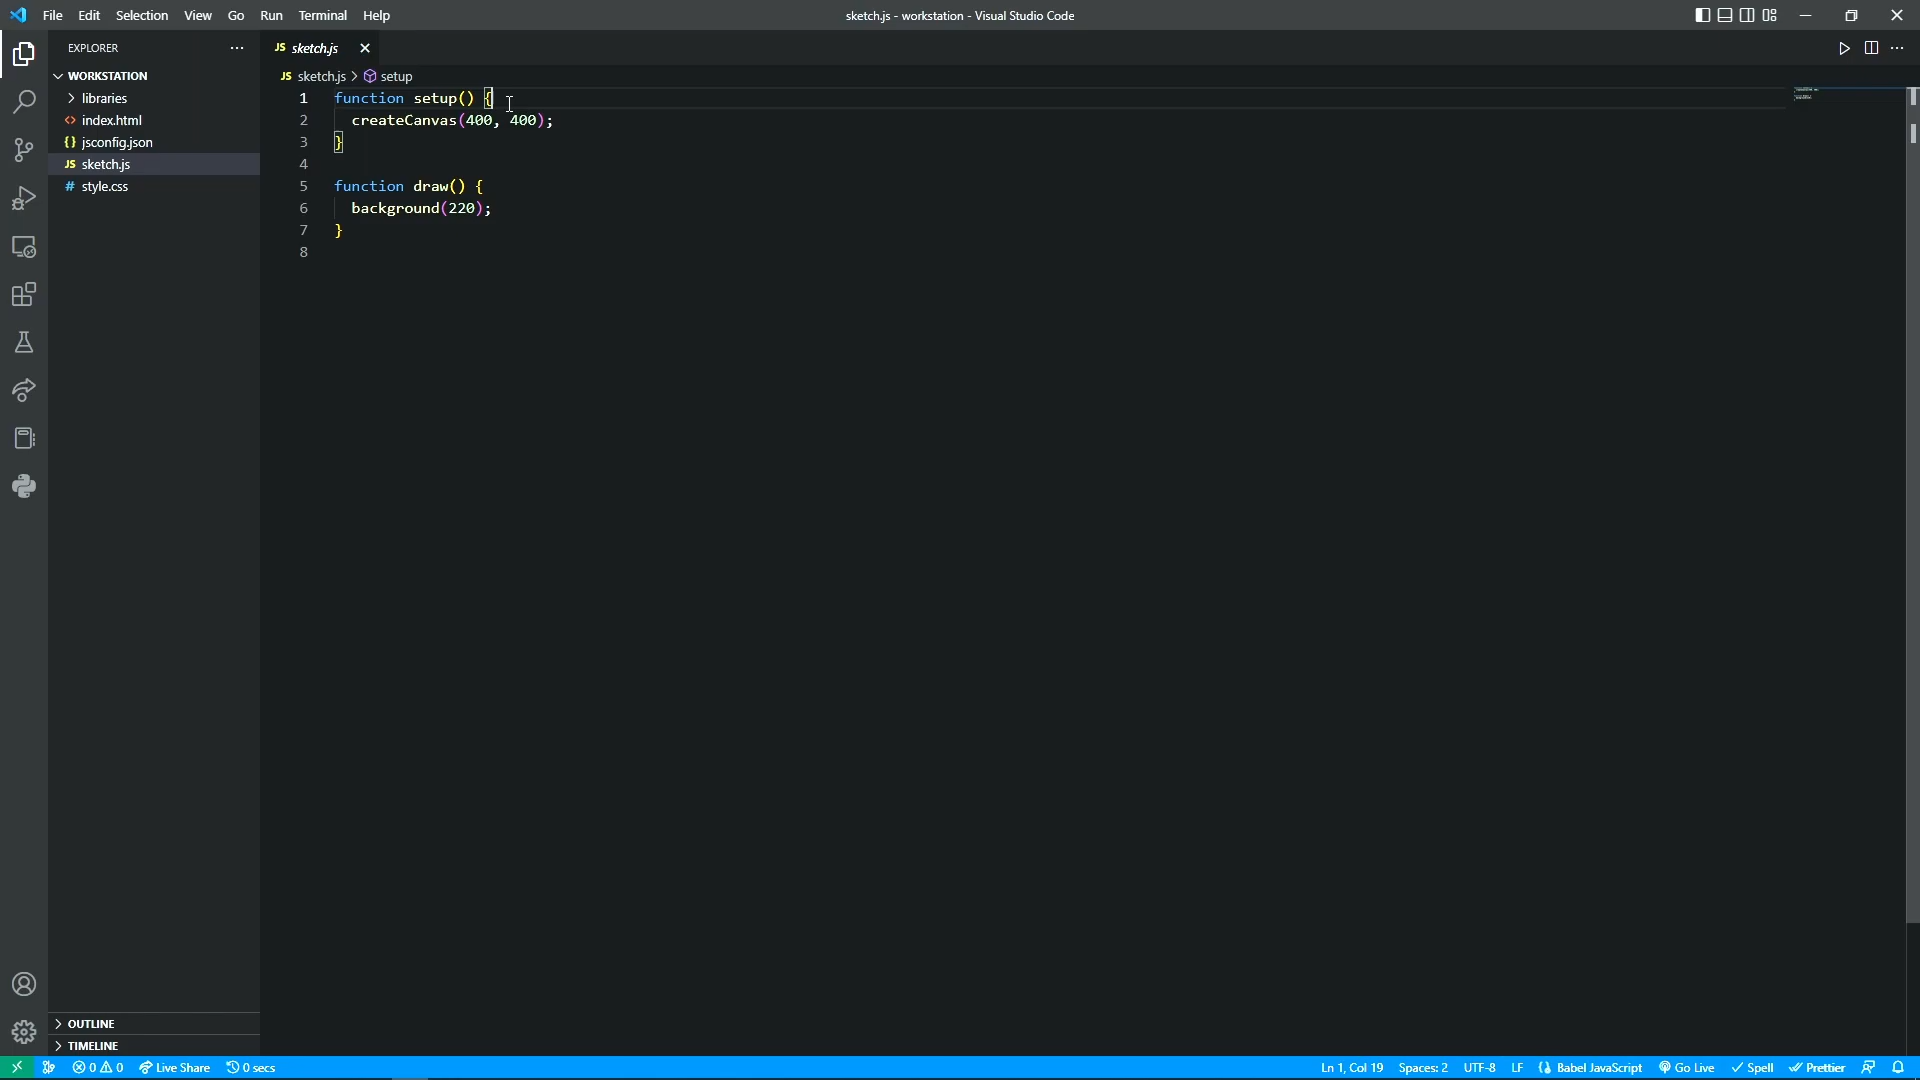 File Edit Selection View Go Run Terminal Help
sketch.js - workstation - Visual Studio Code
EXPLORER
WORKSTATION
libraries
index.html
jsconfig.json
sketch.js
style.css
OUTLINE
TIMELINE
JS sketch.js
JS sketch.js > setup
1 function setup() {
2 createCanvas(400, 400);
3 }
4
5 function draw() {
6 background(220);
7 }
8
0 0 Live Share 0 secs
Ln 1, Col 19 Spaces: 2 UTF-8 LF Babel JavaScript Go Live Spell Prettier